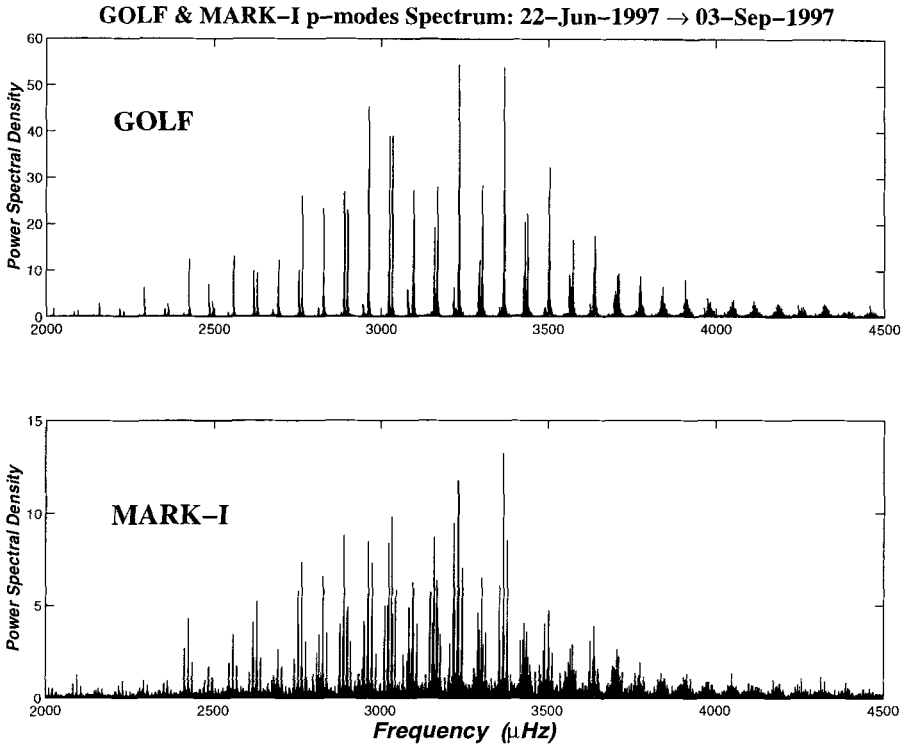 GOLF & MARK-I p-modes Spectrum: 22-Jun-1997 → 03-Sep-1997
60
50
40
30
20
10
0
Power Spectral Density
GOLF
2000 2500 3000 3500 4000 4500
15
10
5
0
Power Spectral Density
MARK-I
2000 2500 3000 3500 4000 4500
Frequency (μHz)